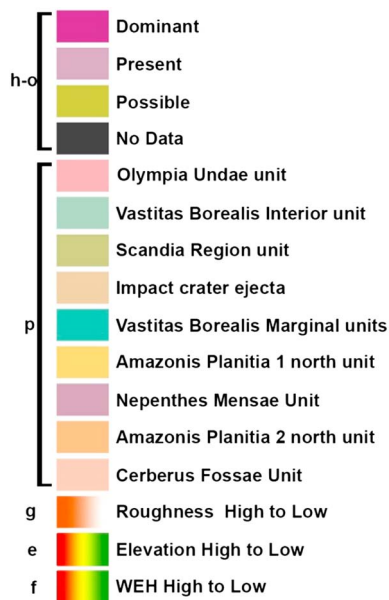 Dominant
Present
h-o
Possible
No Data
Olympia Undae unit
Vastitas Borealis Interior unit
Scandia Region unit
Impact crater ejecta
p
Vastitas Borealis Marginal units
Amazonis Planitia 1 north unit
Nepenthes Mensae Unit
Amazonis Planitia 2 north unit
Cerberus Fossae Unit
g Roughness High to Low
e Elevation High to Low
f WEH High to Low